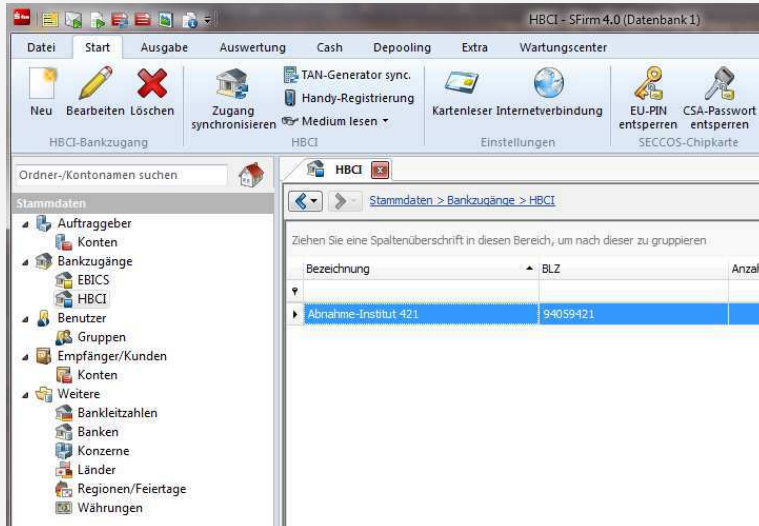 HBCI - SFirm 4.0 (Datenbank 1)
Datei Start Ausgabe Auswertung Cash Depooling Extra Wartungscenter
Neu Bearbeiten Löschen
HBCI-Bankzugang
Zugang synchronisieren
TAN-Generator sync.
Handy-Registrierung
Medium lesen
HBCI
Kartenleser Internetverbindung
Einstellungen
EU-PIN entsperren
CSA-Passwort entsperren
SECCOS-Chipkarte
Ordner-/Kontonamen suchen
HBCI
Stammdaten
Stammdaten > Bankzugänge > HBCI
Auftraggeber
Konten
Bankzugänge
EBICS
HBCI
Benutzer
Gruppen
Empfänger/Kunden
Konten
Weitere
Bankleitzahlen
Banken
Konzerne
Länder
Regionen/Feiertage
Währungen
Ziehen Sie eine Spaltenüberschrift in diesen Bereich, um nach dieser zu gruppieren
Bezeichnung BLZ Anzah
Abnahme-Institut 421 94059421